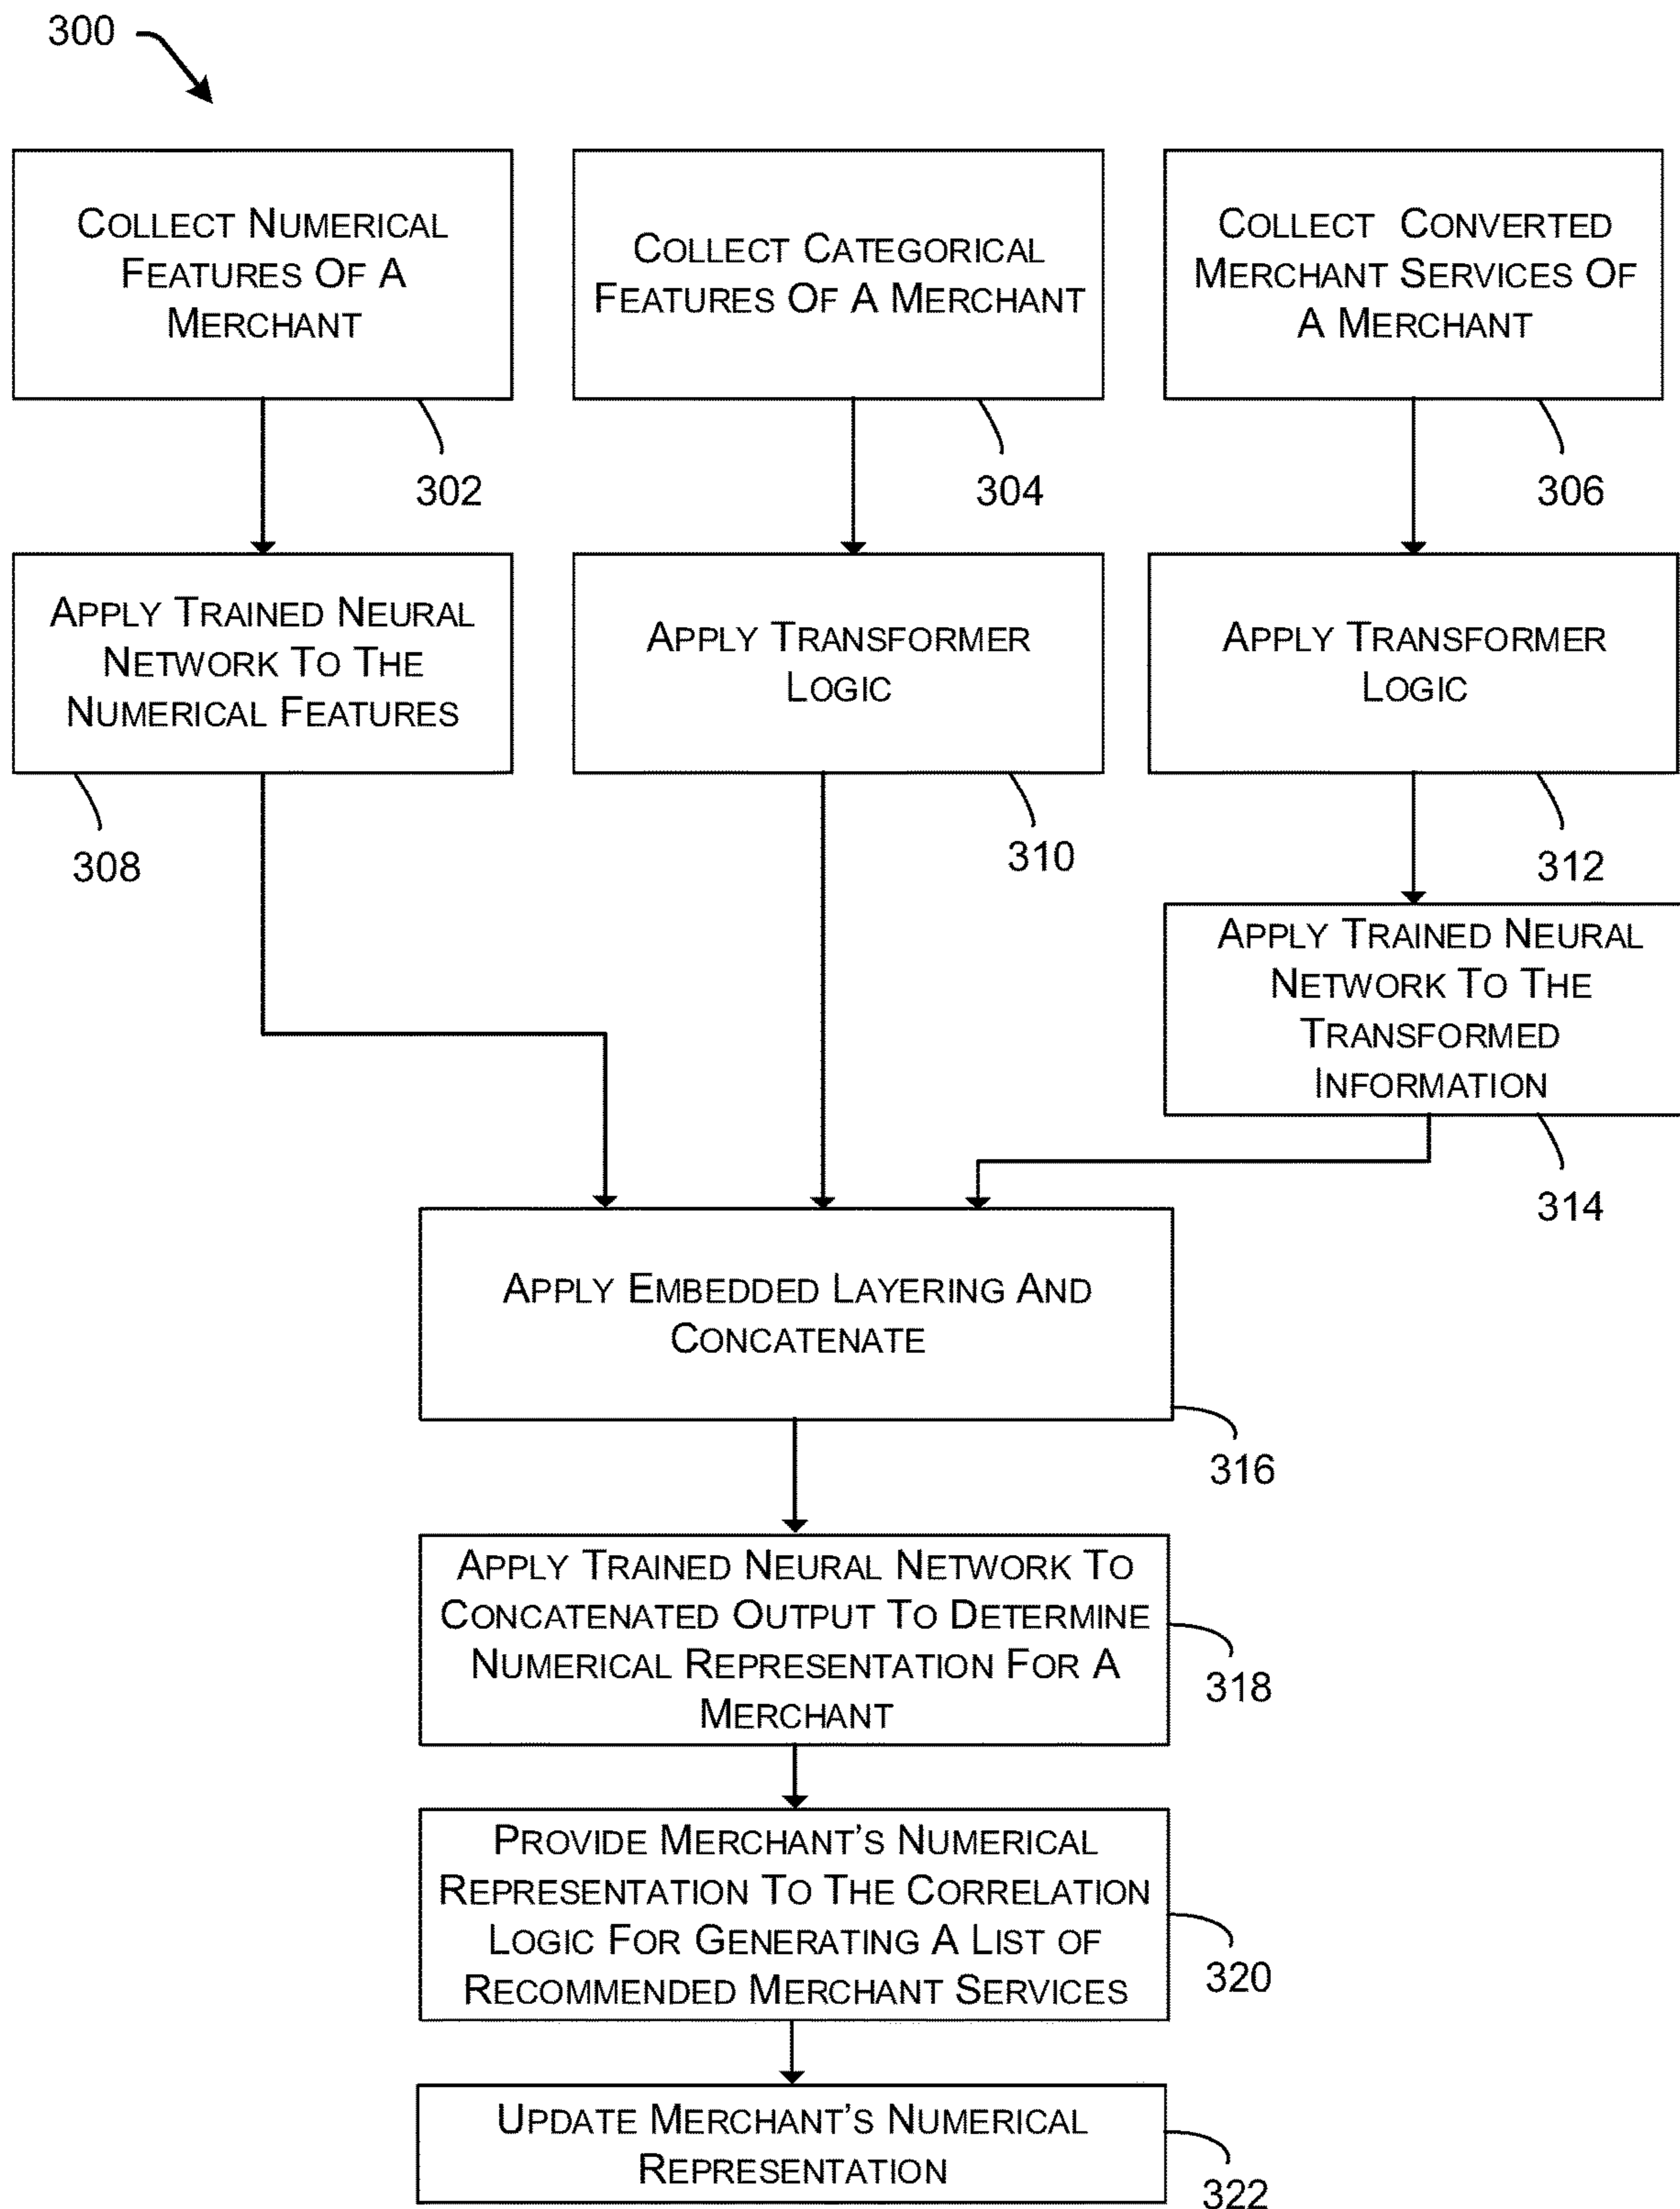 300
COLLECT NUMERICAL
FEATURES OF A
MERCHANT
302
COLLECT CATEGORICAL
FEATURES OF A MERCHANT
304
COLLECT CONVERTED
MERCHANT SERVICES OF
A MERCHANT
306
APPLY TRAINED NEURAL
NETWORK TO THE
NUMERICAL FEATURES
308
APPLY TRANSFORMER
LOGIC
310
APPLY TRANSFORMER
LOGIC
312
APPLY TRAINED NEURAL
NETWORK TO THE
TRANSFORMED
INFORMATION
314
APPLY EMBEDDED LAYERING AND
CONCATENATE
316
APPLY TRAINED NEURAL NETWORK TO
CONCATENATED OUTPUT TO DETERMINE
NUMERICAL REPRESENTATION FOR A
MERCHANT
318
PROVIDE MERCHANT'S NUMERICAL
REPRESENTATION TO THE CORRELATION
LOGIC FOR GENERATING A LIST OF
RECOMMENDED MERCHANT SERVICES
320
UPDATE MERCHANT'S NUMERICAL
REPRESENTATION
322